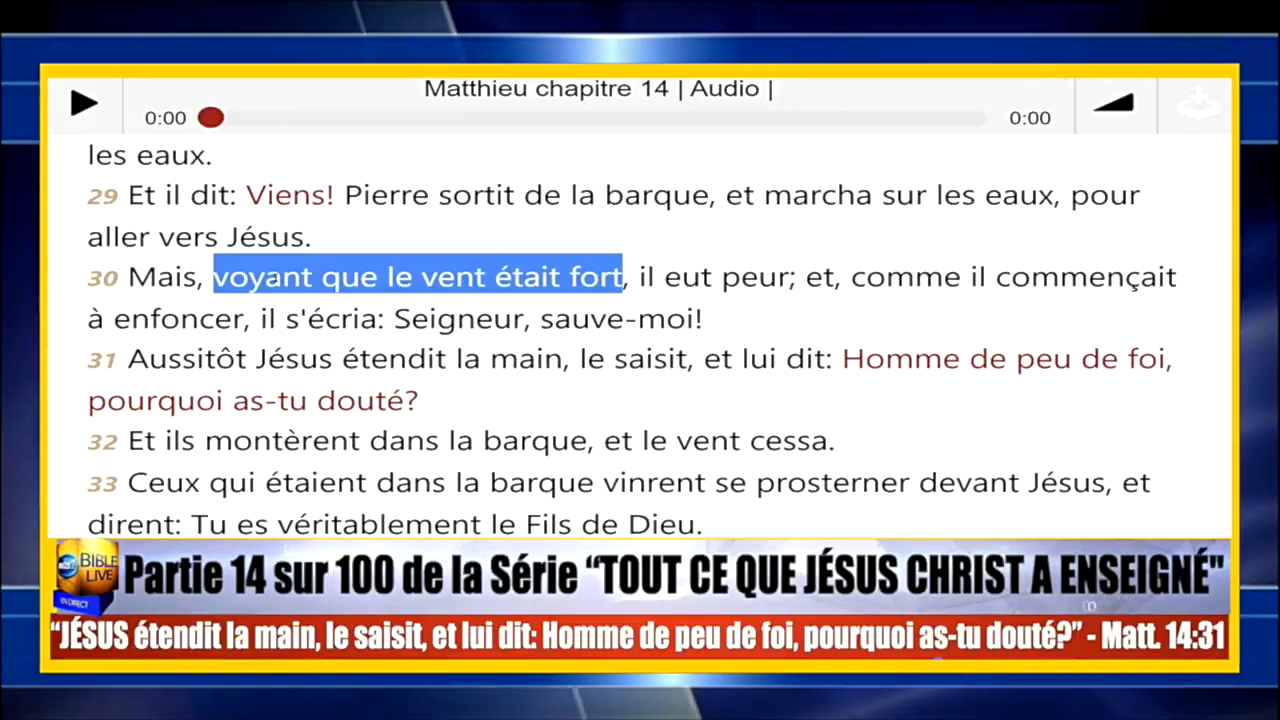 Matthieu chapitre 14 | Audio |
0:00
0:00
les eaux.
29 Et il dit: Viens! Pierre sortit de la barque, et marcha sur les eaux, pour
aller vers Jésus.
30 Mais, voyant que le vent était fort, il eut peur; et, comme il commençait
à enfoncer, il s'écria: Seigneur, sauve-moi!
31 Aussitôt Jésus étendit la main, le saisit, et lui dit: Homme de peu de foi,
pourquoi as-tu douté?
32 Et ils montèrent dans la barque, et le vent cessa.
33 Ceux qui étaient dans la barque vinrent se prosterner devant Jésus, et
dirent: Tu es véritablement le Fils de Dieu.
BIBLE
LIVE
EN DIRECT
Partie 14 sur 100 de la Série “TOUT CE QUE JÉSUS CHRIST A ENSEIGNÉ"
“JÉSUS étendit la main, le saisit, et lui dit: Homme de peu de foi, pourquoi as-tu douté?” - Matt. 14:31